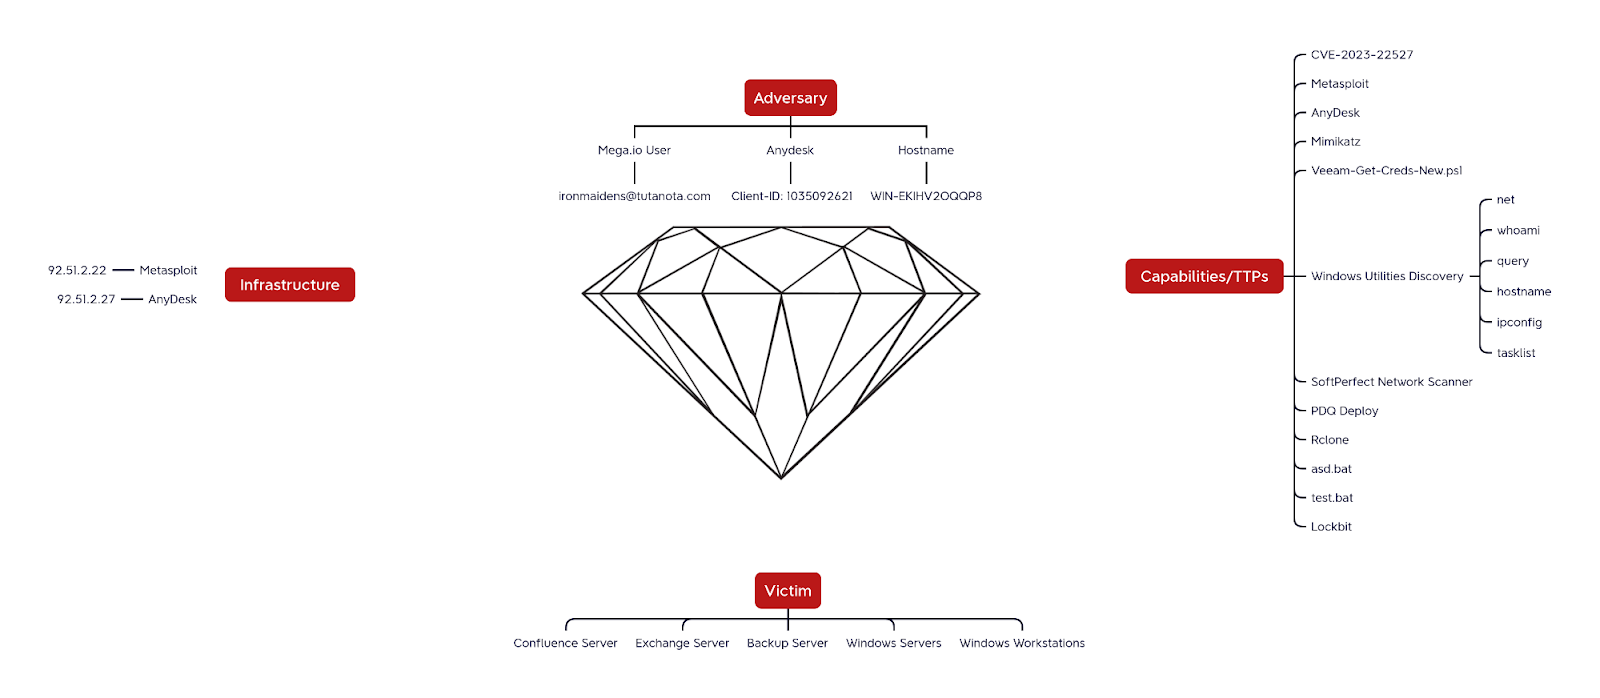 Adversary
Mega.io User
Anydesk
Hostname
ironmaidens@tutanota.com
Client-ID: 1035092621
WIN-EKIHV2OQQP8
Infrastructure
92.51.2.22
Metasploit
92.51.2.27
AnyDesk
Capabilities/TTPs
CVE-2023-22527
Metasploit
AnyDesk
Mimikatz
Veeam-Get-Creds-New.ps1
Windows Utilities Discovery
net
whoami
query
hostname
ipconfig
tasklist
SoftPerfect Network Scanner
PDQ Deploy
Rclone
asd.bat
test.bat
Lockbit
Victim
Confluence Server
Exchange Server
Backup Server
Windows Servers
Windows Workstations